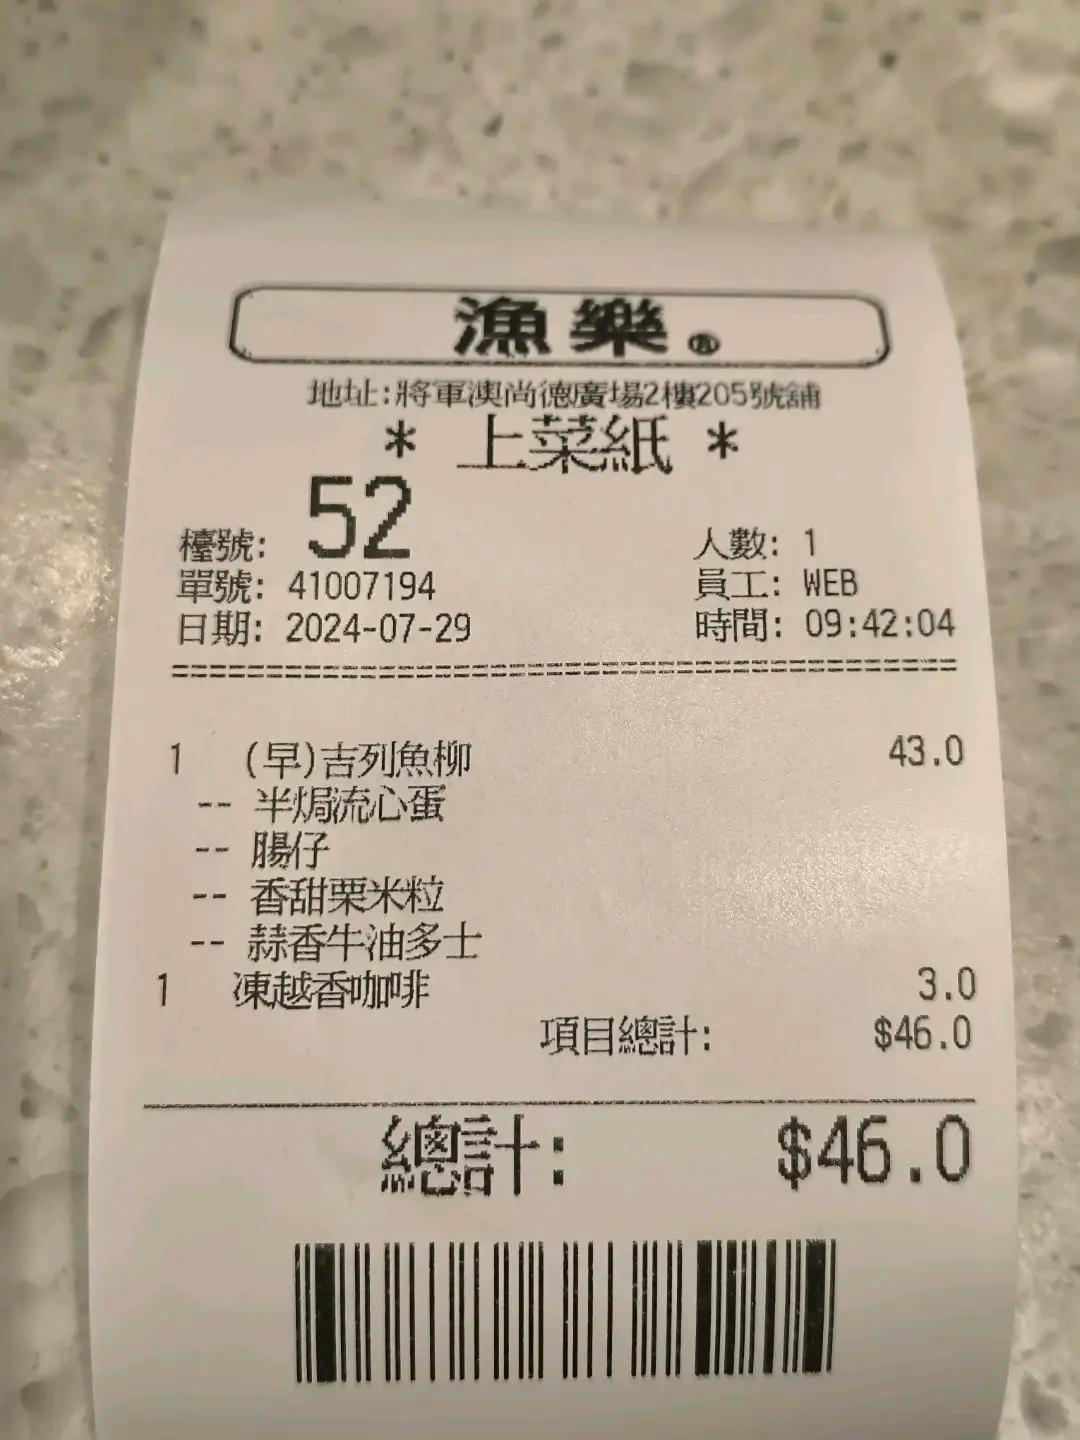 漁樂®
地址:將軍澳尚德廣場2樓205號舖
* 上菜紙 *
檯號: 52 人數: 1
單號: 41007194 員工: WEB
日期: 2024-07-29 時間: 09:42:04
1 (早)吉列魚柳 43.0
-- 半焗流心蛋
-- 腸仔
-- 香甜粟米粒
-- 蒜香牛油多士
1 凍越香咖啡 3.0
項目總計: $46.0
總計: $46.0